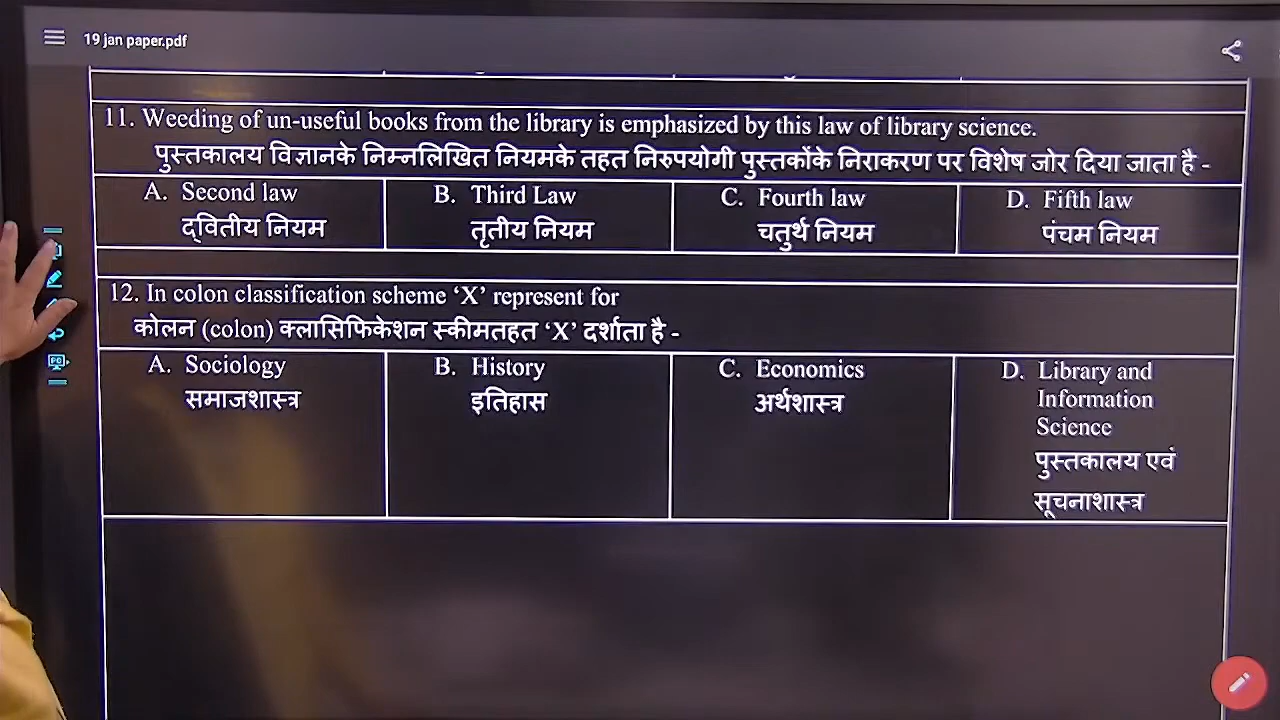 19 jan paper.pdf
11. Weeding of un-useful books from the library is emphasized by this law of library science.
पुस्तकालय विज्ञानके निम्नलिखित नियमके तहत निरुपयोगी पुस्तकोंके निराकरण पर विशेष जोर दिया जाता है -
A. Second law
द्वितीय नियम
B. Third Law
तृतीय नियम
C. Fourth law
चतुर्थ नियम
D. Fifth law
पंचम नियम
12. In colon classification scheme ‘X’ represent for
कोलन (colon) क्लासिफिकेशन स्कीमतहत ‘X’ दर्शाता है -
A. Sociology
समाजशास्त्र
B. History
इतिहास
C. Economics
अर्थशास्त्र
D. Library and
Information
Science
पुस्तकालय एवं
सूचनाशास्त्र